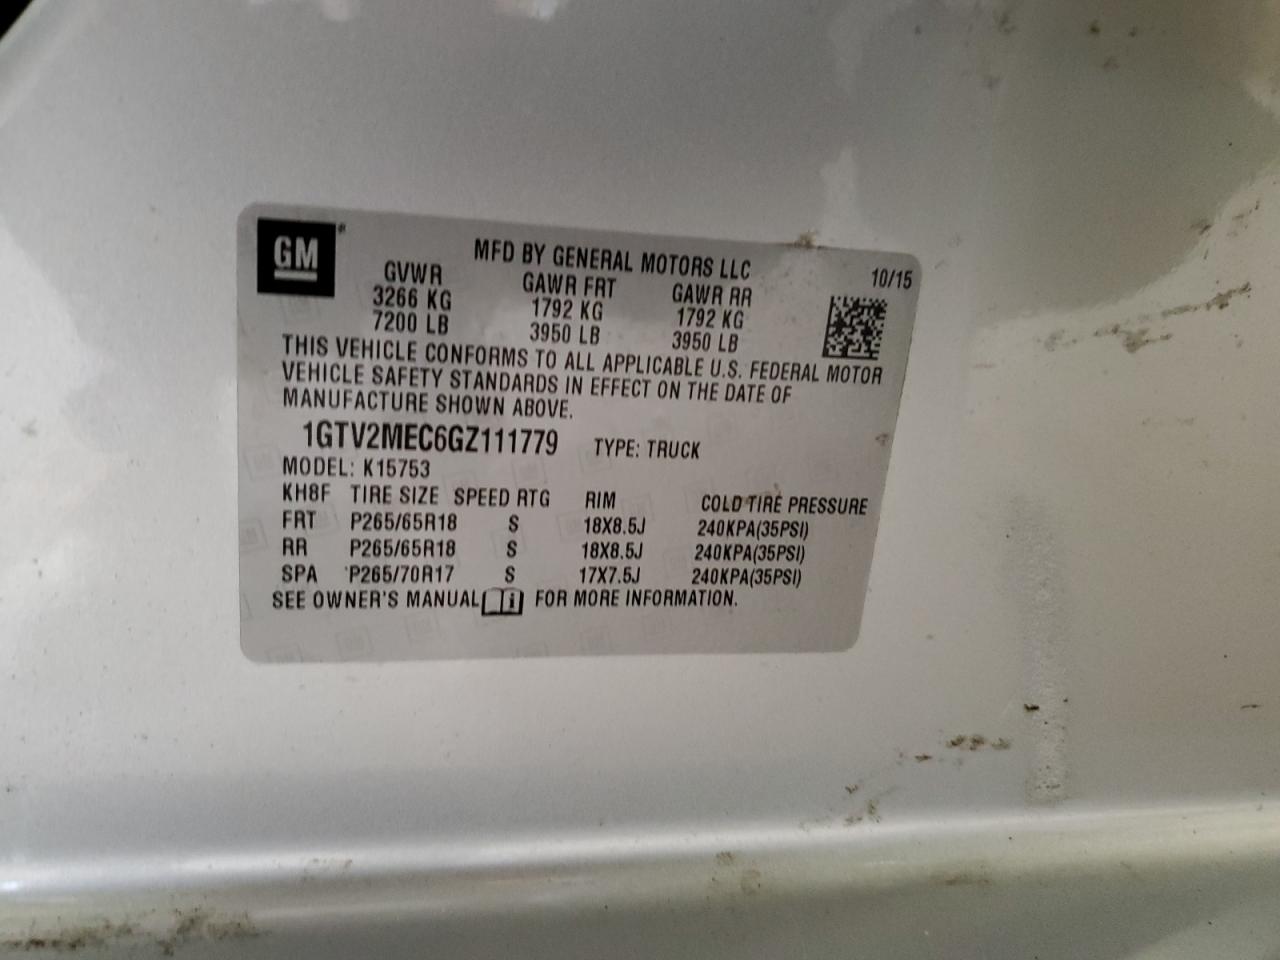 GM
MFD BY GENERAL MOTORS LLC
10/15
GVWR GAWR FRT GAWR RR
3266 KG 1792 KG 1792 KG
7200 LB 3950 LB 3950 LB
THIS VEHICLE CONFORMS TO ALL APPLICABLE U.S. FEDERAL MOTOR
VEHICLE SAFETY STANDARDS IN EFFECT ON THE DATE OF
MANUFACTURE SHOWN ABOVE.
1GTV2MEC6GZ111779 TYPE: TRUCK
MODEL: K15753
KH8F TIRE SIZE SPEED RTG RIM COLD TIRE PRESSURE
FRT P265/65R18 S 18X8.5J 240KPA(35PSI)
RR P265/65R18 S 18X8.5J 240KPA(35PSI)
SPA P265/70R17 S 17X7.5J 240KPA(35PSI)
SEE OWNER'S MANUAL i FOR MORE INFORMATION.